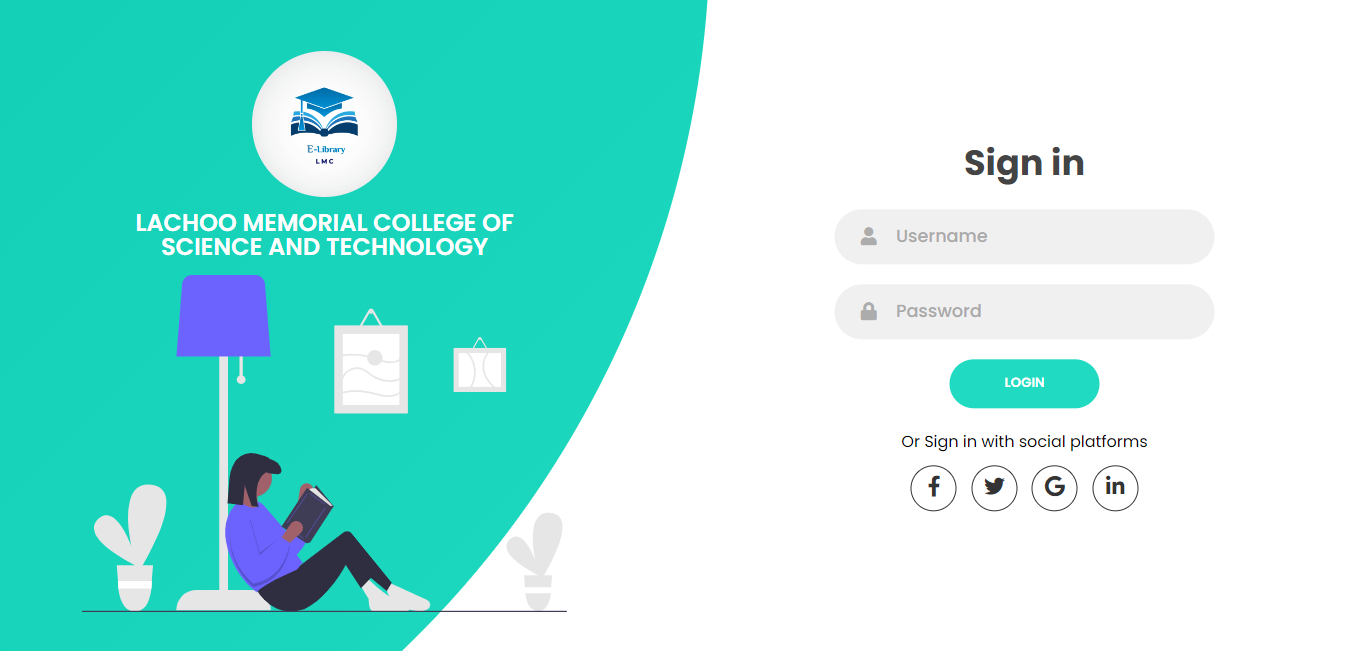 E-Library
LMC
LACHOO MEMORIAL COLLEGE OF
SCIENCE AND TECHNOLOGY
Sign in
Username
Password
LOGIN
Or Sign in with social platforms